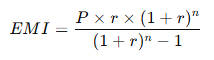 EMI = P × r × (1 + r)ⁿ / (1 + r)ⁿ − 1